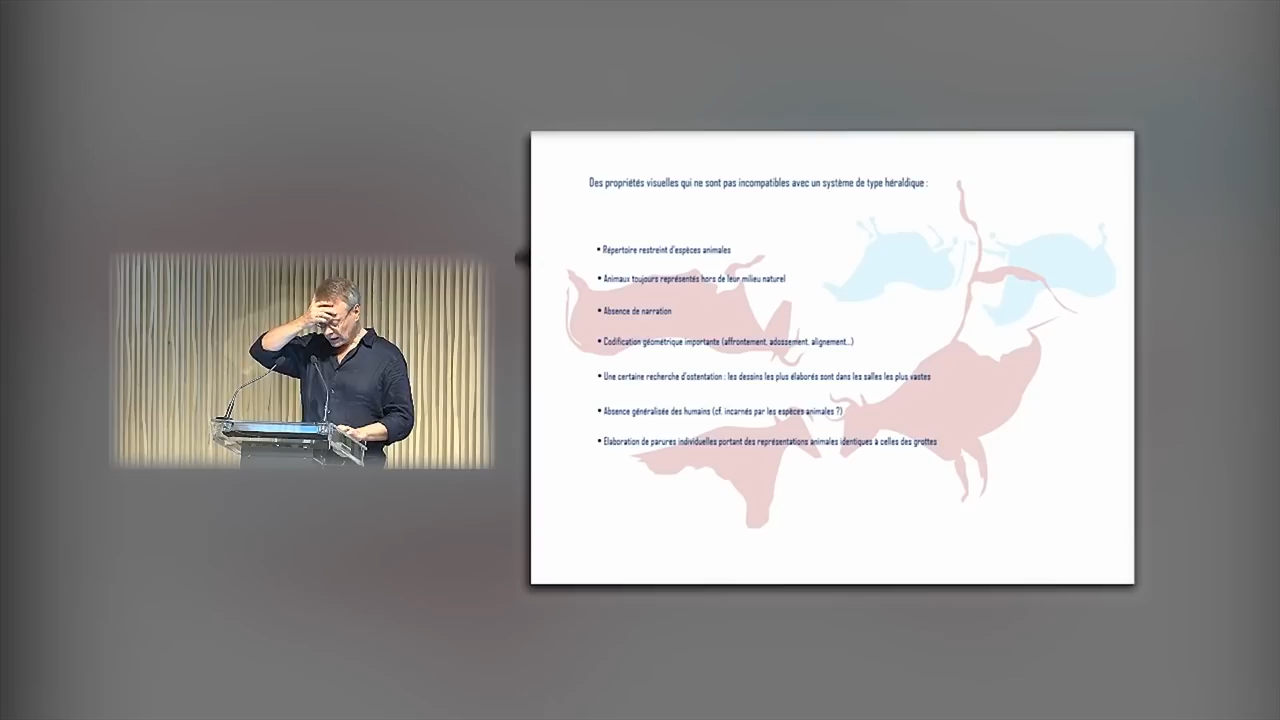 Des propriétés visuelles qui ne sont pas incompatibles avec un système de type héraldique :
• Répertoire restreint d'espèces animales
• Animaux toujours représentés hors de leur milieu naturel
• Absence de narration
• Codification géométrique importante (affrontement, adossement, alignement...)
• Une certaine recherche d'ostentation : les dessins les plus élaborés sont dans les salles les plus vastes
• Absence généralisée des humains (cf. incarnés par les espèces animales ?)
• Elaboration de parures individuelles portant des représentations animales identiques à celles des grottes